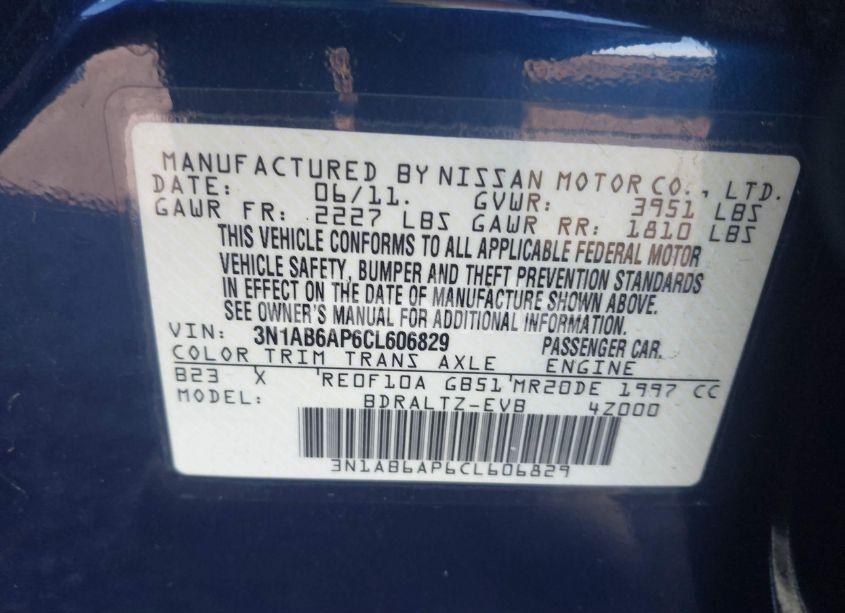 MANUFACTURED BY NISSAN MOTOR CO., LTD.
DATE: 06/11. GVWR: 3951 LBS
GAWR FR: 2227 LBS GAWR RR: 1810 LBS
THIS VEHICLE CONFORMS TO ALL APPLICABLE FEDERAL MOTOR
VEHICLE SAFETY, BUMPER AND THEFT PREVENTION STANDARDS
IN EFFECT ON THE DATE OF MANUFACTURE SHOWN ABOVE.
SEE OWNER'S MANUAL FOR ADDITIONAL INFORMATION.
VIN: 3N1AB6AP6CL606829 PASSENGER CAR.
COLOR TRIM TRANS AXLE ENGINE
B23 X 'RE0F10A GB51'MR20DE 1997 CC
MODEL: BDRALTZ-EVB 4Z000
3N1AB6AP6CL606829